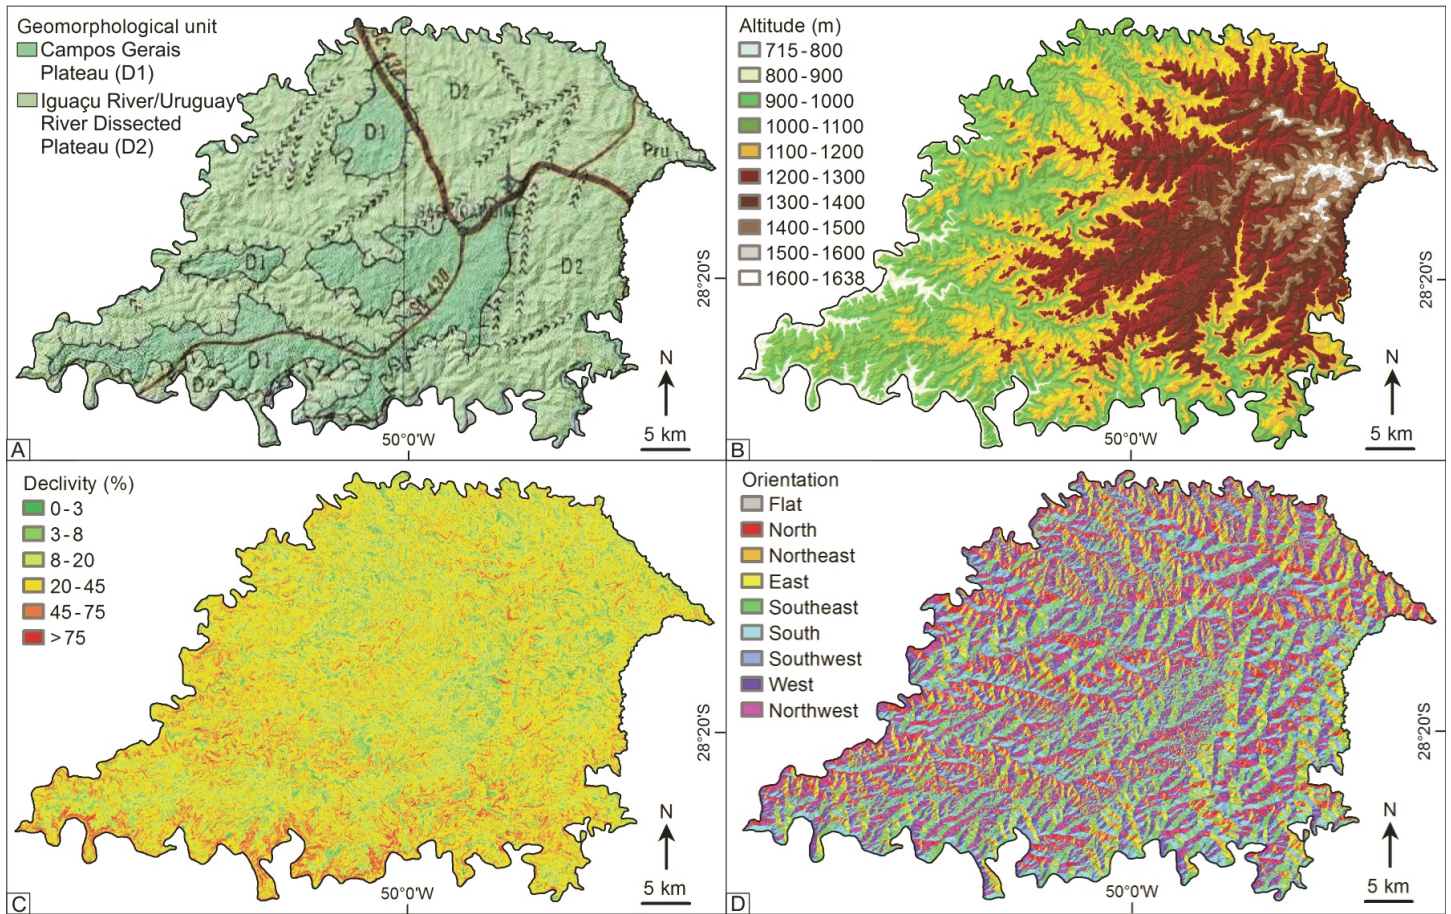 Geomorphological unit
Campos Gerais
Plateau (D1)
Iguaçu River/Uruguay
River Dissected
Plateau (D2)
D1
D2
Pru
D1
D2
D1
N
5 km
50°0'W
28°20'S
A
Altitude (m)
715 - 800
800 - 900
900 - 1000
1000 - 1100
1100 - 1200
1200 - 1300
1300 - 1400
1400 - 1500
1500 - 1600
1600 - 1638
28°20'S
N
50°0'W
5 km
B
Declivity (%)
0 - 3
3 - 8
8 - 20
20 - 45
45 - 75
>75
28°20'S
N
50°0'W
5 km
C
Orientation
Flat
North
Northeast
East
Southeast
South
Southwest
West
Northwest
28°20'S
N
50°0'W
5 km
D